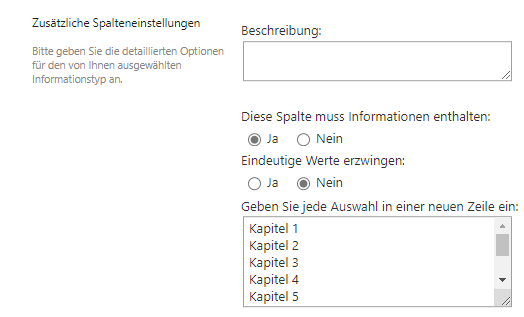 Zusätzliche Spalteneinstellungen
Bitte geben Sie die detaillierten Optionen
für den von Ihnen ausgewählten
Informationstyp an.
Beschreibung:
Diese Spalte muss Informationen enthalten:
Ja Nein
Eindeutige Werte erzwingen:
Ja Nein
Geben Sie jede Auswahl in einer neuen Zeile ein:
Kapitel 1
Kapitel 2
Kapitel 3
Kapitel 4
Kapitel 5